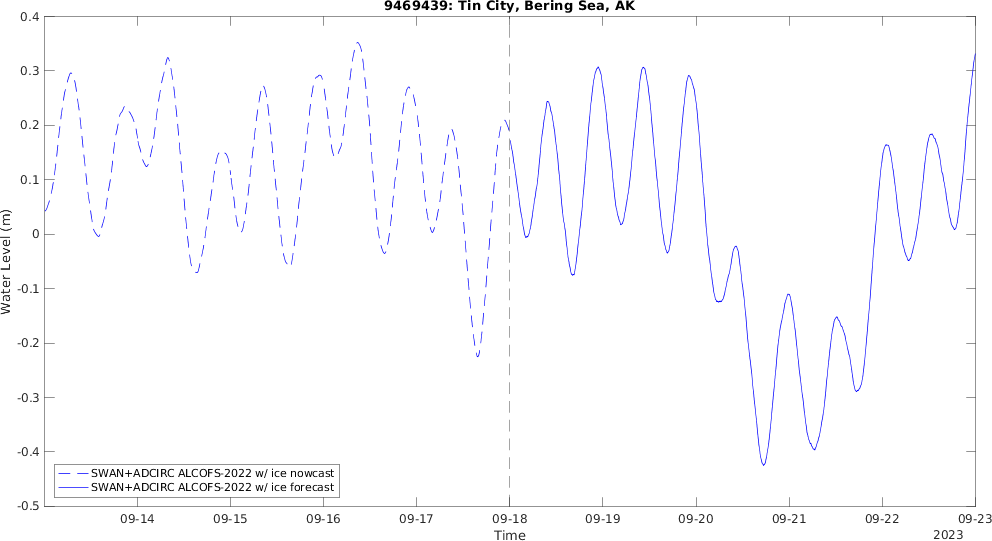 9469439: Tin City, Bering Sea, AK
0.4
0.3
0.2
0.1
0
-0.1
-0.2
-0.3
-0.4
-0.5
Water Level (m)
SWAN+ADCIRC ALCOFS-2022 w/ ice nowcast
SWAN+ADCIRC ALCOFS-2022 w/ ice forecast
09-14 09-15 09-16 09-17 09-18 09-19 09-20 09-21 09-22 09-23
Time
2023